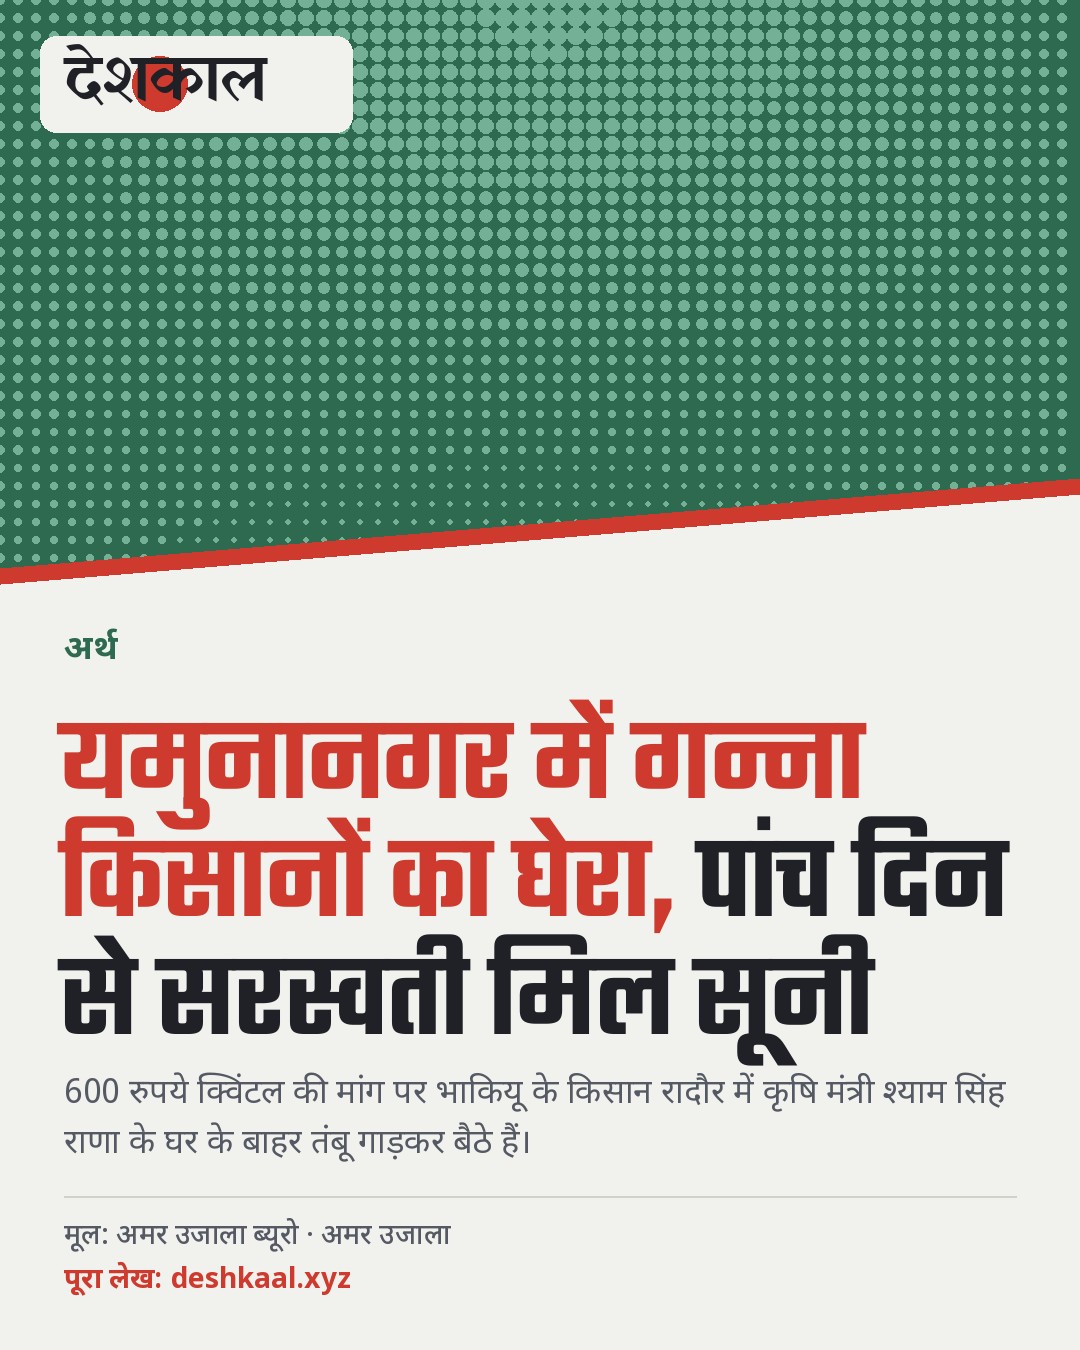 देशकाल
अर्थ
यमुनानगर में गन्ना
किसानों का घेरा, पांच दिन
से सरस्वती मिल सूनी
600 रुपये क्विंटल की मांग पर भाकियू के किसान रादौर में कृषि मंत्री श्याम सिंह
राणा के घर के बाहर तंबू गाड़कर बैठे हैं।
मूल: अमर उजाला ब्यूरो · अमर उजाला
पूरा लेख: deshkaal.xyz